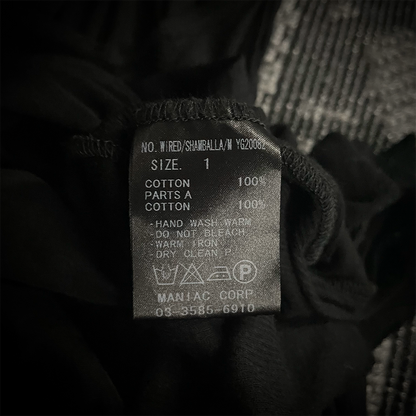 NO. WIRED/SHAMBALLA/M YG20082
SIZE. 1
COTTON 100%
PARTS A
COTTON 100%
-HAND WASH WARM
-DO NOT BLEACH
-WARM IRON
-DRY CLEAN P.
P
MANIAC CORP
03-3585-6910